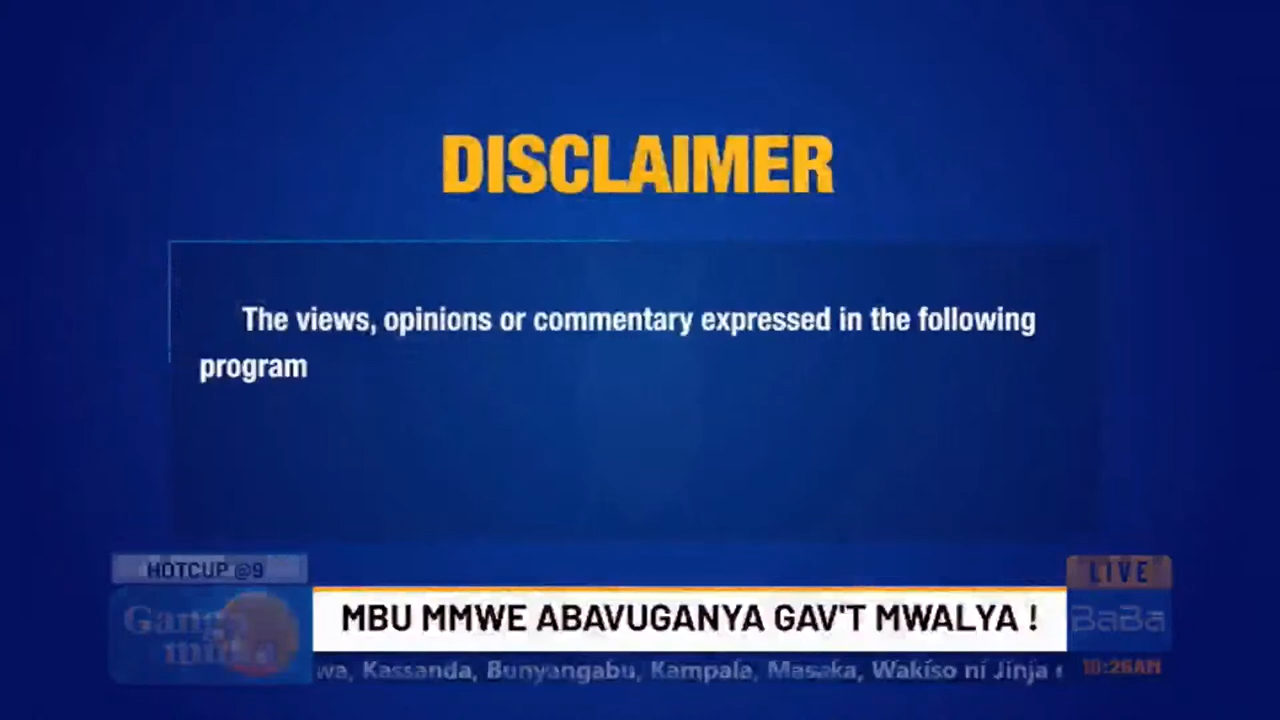 DISCLAIMER
The views, opinions or commentary expressed in the following
program
HOTCUP @9
LIVE
MBU MMWE ABAVUGANYA GAV'T MWALYA !
BaBa
wa, Kassanda, Bunyangabu, Kampala, Masaka, Wakiso ni Jinja
10:26AM